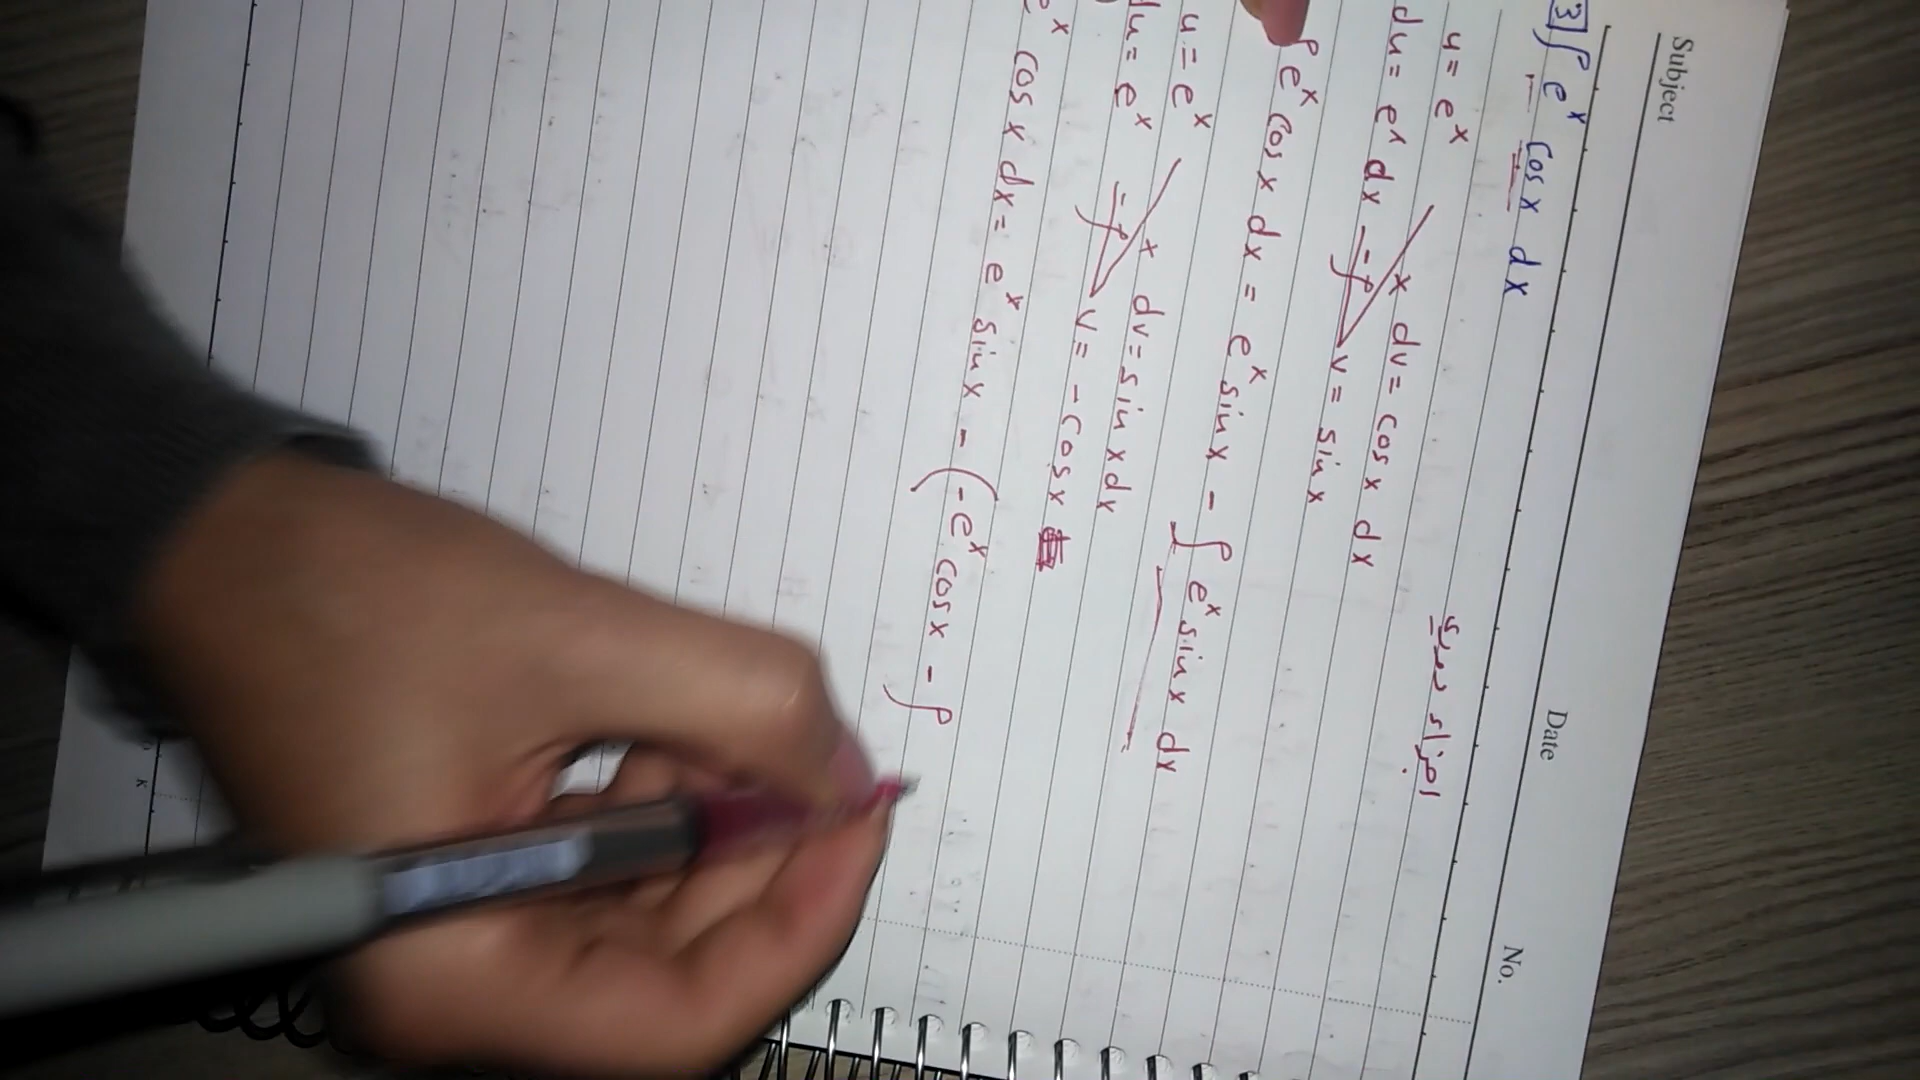 Subject
Date
No.
3 ∫ eˣ cos x dx
اجزاء دوري
u = eˣ × dv = cos x dx
du = eˣ dx -∫ v = sin x
∫ eˣ cos x dx = eˣ sin x - ∫ eˣ sin x dx
u = eˣ × dv = sin x dx
du = eˣ -∫ v = -cos x
eˣ cos x dx = eˣ sin x - (-eˣ cos x - ∫